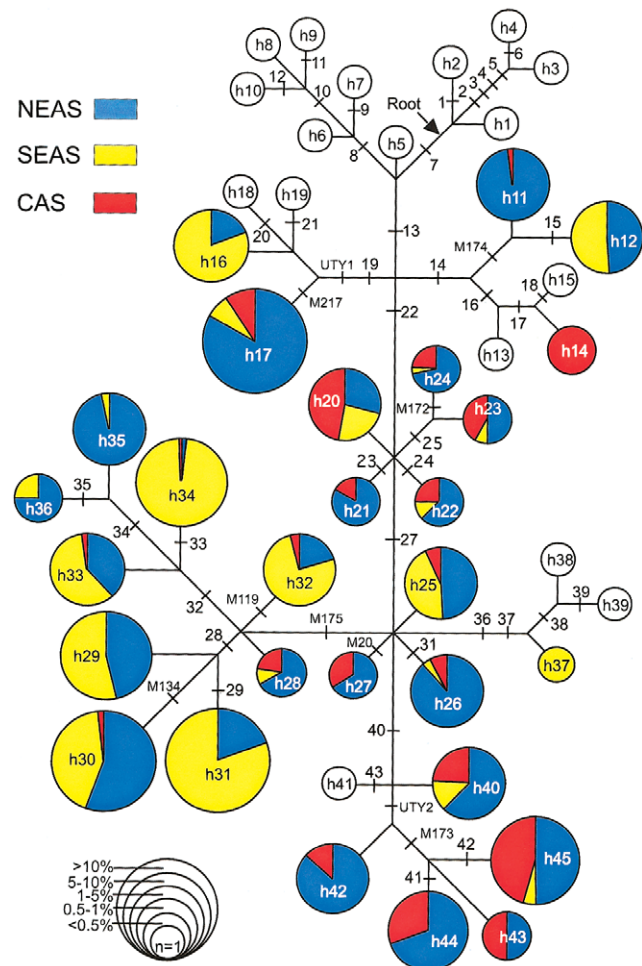 NEAS
SEAS
CAS
h4
h8
h9
h2
5
6
h3
12
11
h7
4
3
2
h10
10
9
1
Root
h6
8
h5
7
h1
h11
h18
h19
15
21
13
M174
h12
20
h16
UTY1
19
14
18
h15
16
17
M217
22
h13
h14
h17
h24
h20
M172
h23
25
h35
23
24
35
h34
h21
h22
h36
34
33
27
h38
h33
h32
h25
39
h39
32
M119
38
36
37
M175
28
M20
31
h37
h29
h28
h27
h26
M134
29
40
h30
h31
h41
43
h40
UTY2
M173
42
h45
>10%
5-10%
1-5%
0.5-1%
<0.5%
n=1
h42
41
h44
h43